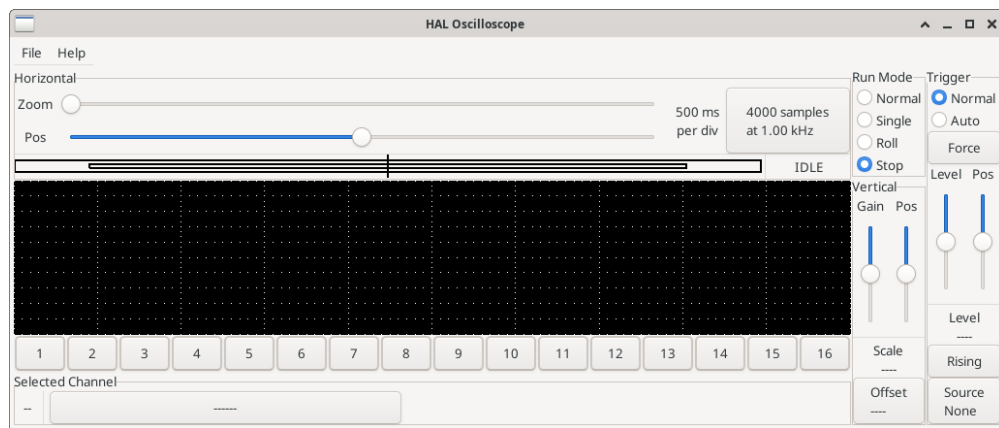 HAL Oscilloscope
File Help
Horizontal
Zoom
Pos
500 ms
per div
4000 samples
at 1.00 kHz
IDLE
Run Mode
Normal
Single
Roll
Stop
Trigger
Normal
Auto
Force
Level Pos
Level
----
Rising
Source
None
Vertical
Gain Pos
Scale
----
Offset
----
1 2 3 4 5 6 7 8 9 10 11 12 13 14 15 16
Selected Channel
-- ------